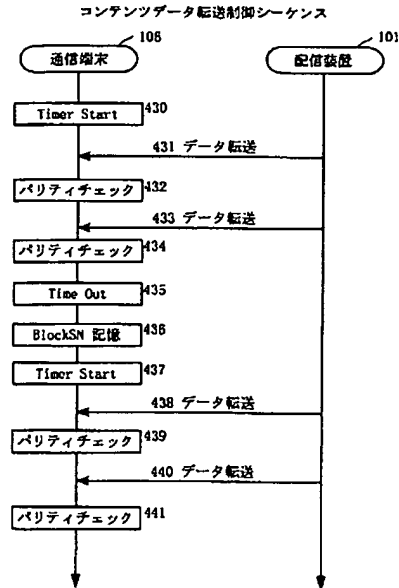 コンテンツデータ転送制御シーケンス
106
101
通信端末
配信装置
Timer Start 430
431 データ転送
パリティチェック 432
433 データ転送
パリティチェック 434
Time Out 435
BlockSN 記憶 436
Timer Start 437
438 データ転送
パリティチェック 439
440 データ転送
パリティチェック 441